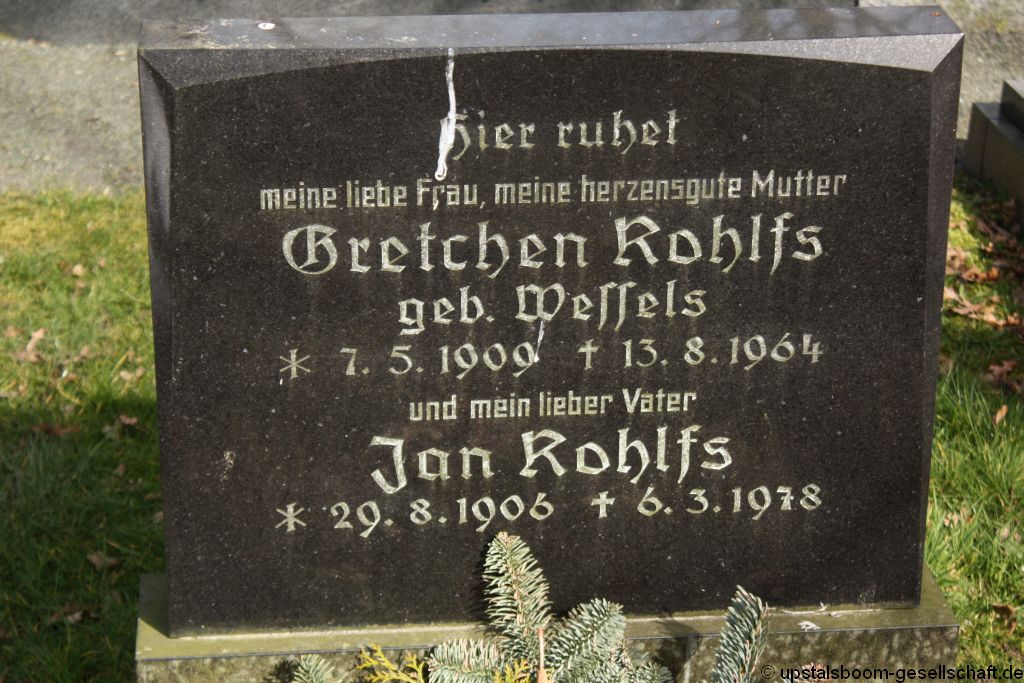 Hier ruhet
meine liebe Frau, meine herzensgute Mutter
Gretchen Rohlfs
geb. Weſſels
* 7. 5. 1909 † 13. 8. 1964
und mein lieber Vater
Jan Rohlfs
* 29. 8. 1906 † 6. 3. 1978
© upstalsboom-gesellschaft.de